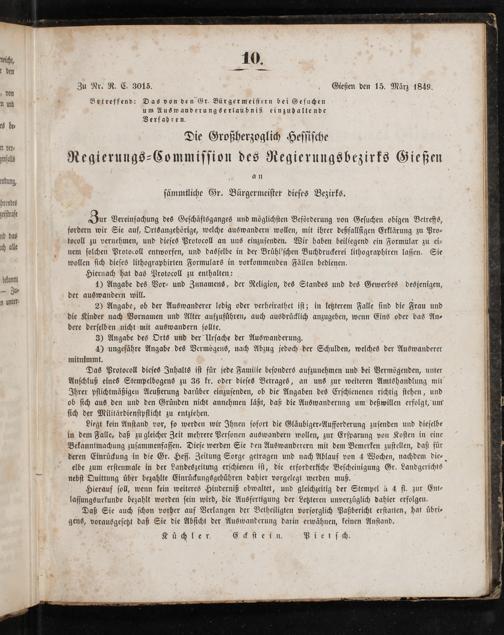 10.
Zu Nr. R. C. 3015.
Gießen den 15. März 1849.
Betreffend: Das von den Gr. Bürgermeistern bei Gesuchen
um Auswanderungserlaubniß einzuhaltende
Verfahren.
Die Großherzoglich Hessische
Regierungs-Commission des Regierungsbezirks Gießen
an
sämmtliche Gr. Bürgermeister dieses Bezirks.
Zur Vereinfachung des Geschäftsganges und möglichsten Beförderung von Gesuchen obigen Betreffs,
fordern wir Sie auf, Ortsangehörige, welche auswandern wollen, mit ihrer deßfallsigen Erklärung zu Pro-
tocoll zu vernehmen, und dieses Protocoll an uns einzusenden. Wir haben beiliegend ein Formular zu ei-
nem solchen Protocoll entworfen, und dasselbe in der Brühl'schen Buchdruckerei lithographiren lassen. Sie
wollen sich dieses lithographirten Formulars in vorkommenden Fällen bedienen.
Hiernach hat das Protocoll zu enthalten:
1) Angabe des Vor- und Zunamens, der Religion, des Standes und des Gewerbes desjenigen,
der auswandern will.
2) Angabe, ob der Auswanderer ledig oder verheirathet ist; in letzterem Falle sind die Frau und
die Kinder nach Vornamen und Alter aufzuführen, auch ausdrücklich anzugeben, wenn Eins oder das An-
dere derselben nicht mit auswandern sollte.
3) Angabe des Orts und der Ursache der Auswanderung.
4) ungefähre Angabe des Vermögens, nach Abzug jedoch der Schulden, welches der Auswanderer
mitnimmt.
Das Protocoll dieses Inhalts ist für jede Familie besonders aufzunehmen und bei Vermögenden, unter
Anschluß eines Stempelbogens zu 36 kr. oder dieses Betrages, an uns zur weiteren Amtshandlung mit
Ihrer pflichtmäßigen Aeußerung darüber einzusenden, ob die Angaben des Erschienenen richtig stehen, und
ob sich aus den und den Gründen nicht annehmen läßt, daß die Auswanderung um deßwillen erfolgt, um
sich der Militärdienstpflicht zu entziehen.
Liegt kein Anstand vor, so werden wir Ihnen sofort die Gläubiger-Aufforderung zusenden und dieselbe
in dem Falle, daß zugleicher Zeit mehrere Personen auswandern wollen, zur Ersparung von Kosten in eine
Bekanntmachung zusammenfassen. Diese werden Sie den Auswanderern mit dem Bemerken zustellen, daß für
deren Einrückung in die Gr. Hess. Zeitung Sorge getragen und nach Ablauf von 4 Wochen, nachdem die-
elbe zum erstenmale in der Landeszeitung erschienen ist, die erforderliche Bescheinigung Gr. Landgerichts
nebst Quittung über bezahlte Einrückungsgebühren dahier vorgelegt werden muß.
Hierauf soll, wenn kein weiteres Hinderniß obwaltet, und gleichzeitig der Stempel à 4 fl. zur Ent-
lassungsurkunde bezahlt worden sein wird, die Ausfertigung der Letzteren unverzüglich dahier erfolgen.
Daß Sie auch schon vorher auf Verlangen der Betheiligten vorsorglich Paßbericht erstatten, hat übri-
gens, vorausgesetzt daß Sie die Absicht der Auswanderung darin erwähnen, keinen Anstand.
Küchler. Eckstein. Pietsch.